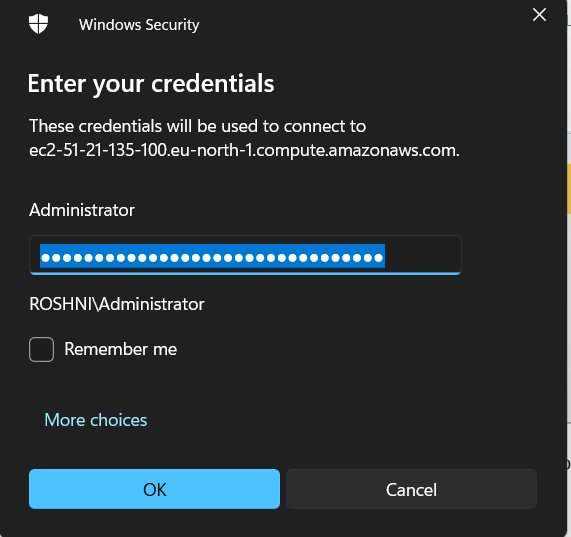 Windows Security
Enter your credentials
These credentials will be used to connect to
ec2-51-21-135-100.eu-north-1.compute.amazonaws.com.
Administrator
••••••••••••••••••••••••••••••••
ROSHNI\Administrator
Remember me
More choices
OK
Cancel